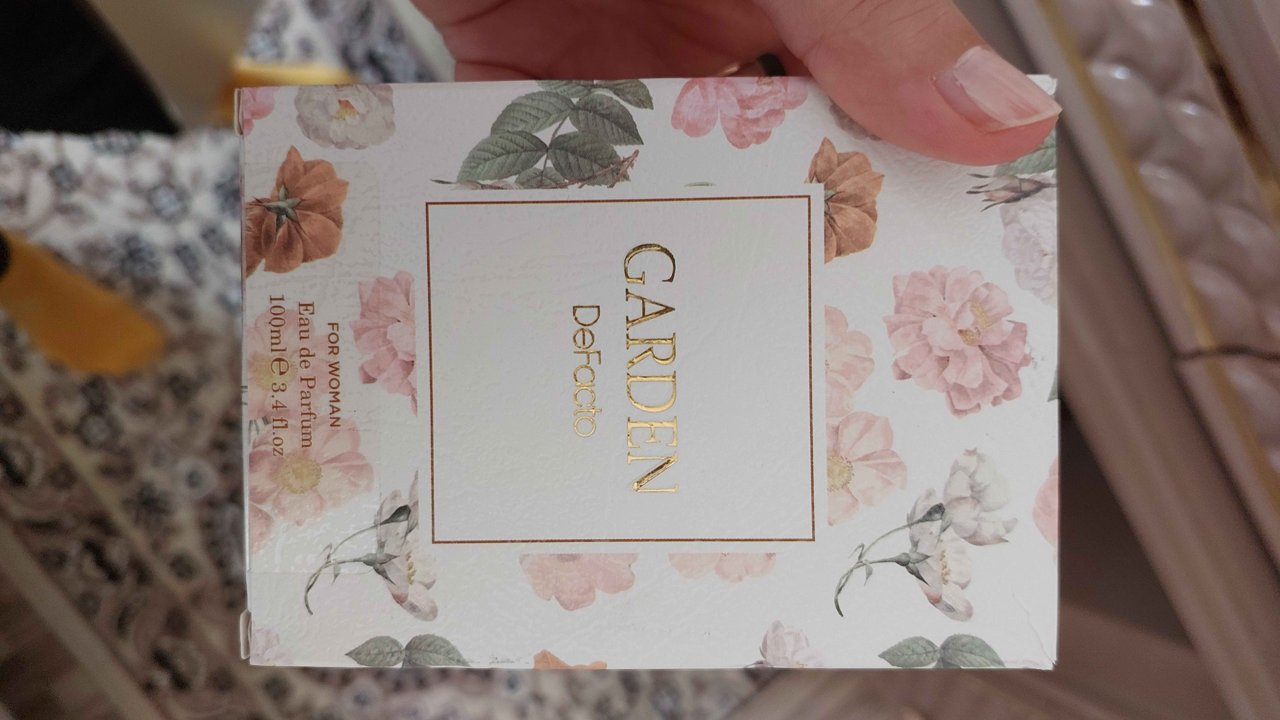 GARDEN
DeFacto
FOR WOMAN
Eau de Parfum
100ml e 3.4 fl.oz